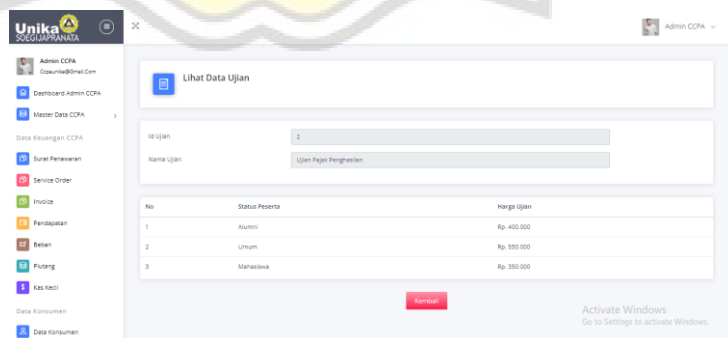 Unika
SOEGIJAPRANATA
Admin CCPA
Admin CCPA
Ccpaunika@Gmail.Com
Dashboard Admin CCPA
Master Data CCPA
Data Keuangan CCPA
Surat Penawaran
Service Order
Invoice
Pendapatan
Beban
Piutang
Kas Kecil
Data Konsumen
Data Konsumen
Lihat Data Ujian
Id Ujian 2
Nama Ujian Ujian Pajak Penghasilan
No Status Peserta Harga Ujian
1 Alumni Rp. 400.000
2 Umum Rp. 550.000
3 Mahasiswa Rp. 350.000
Kembali
Activate Windows
Go to Settings to activate Windows.